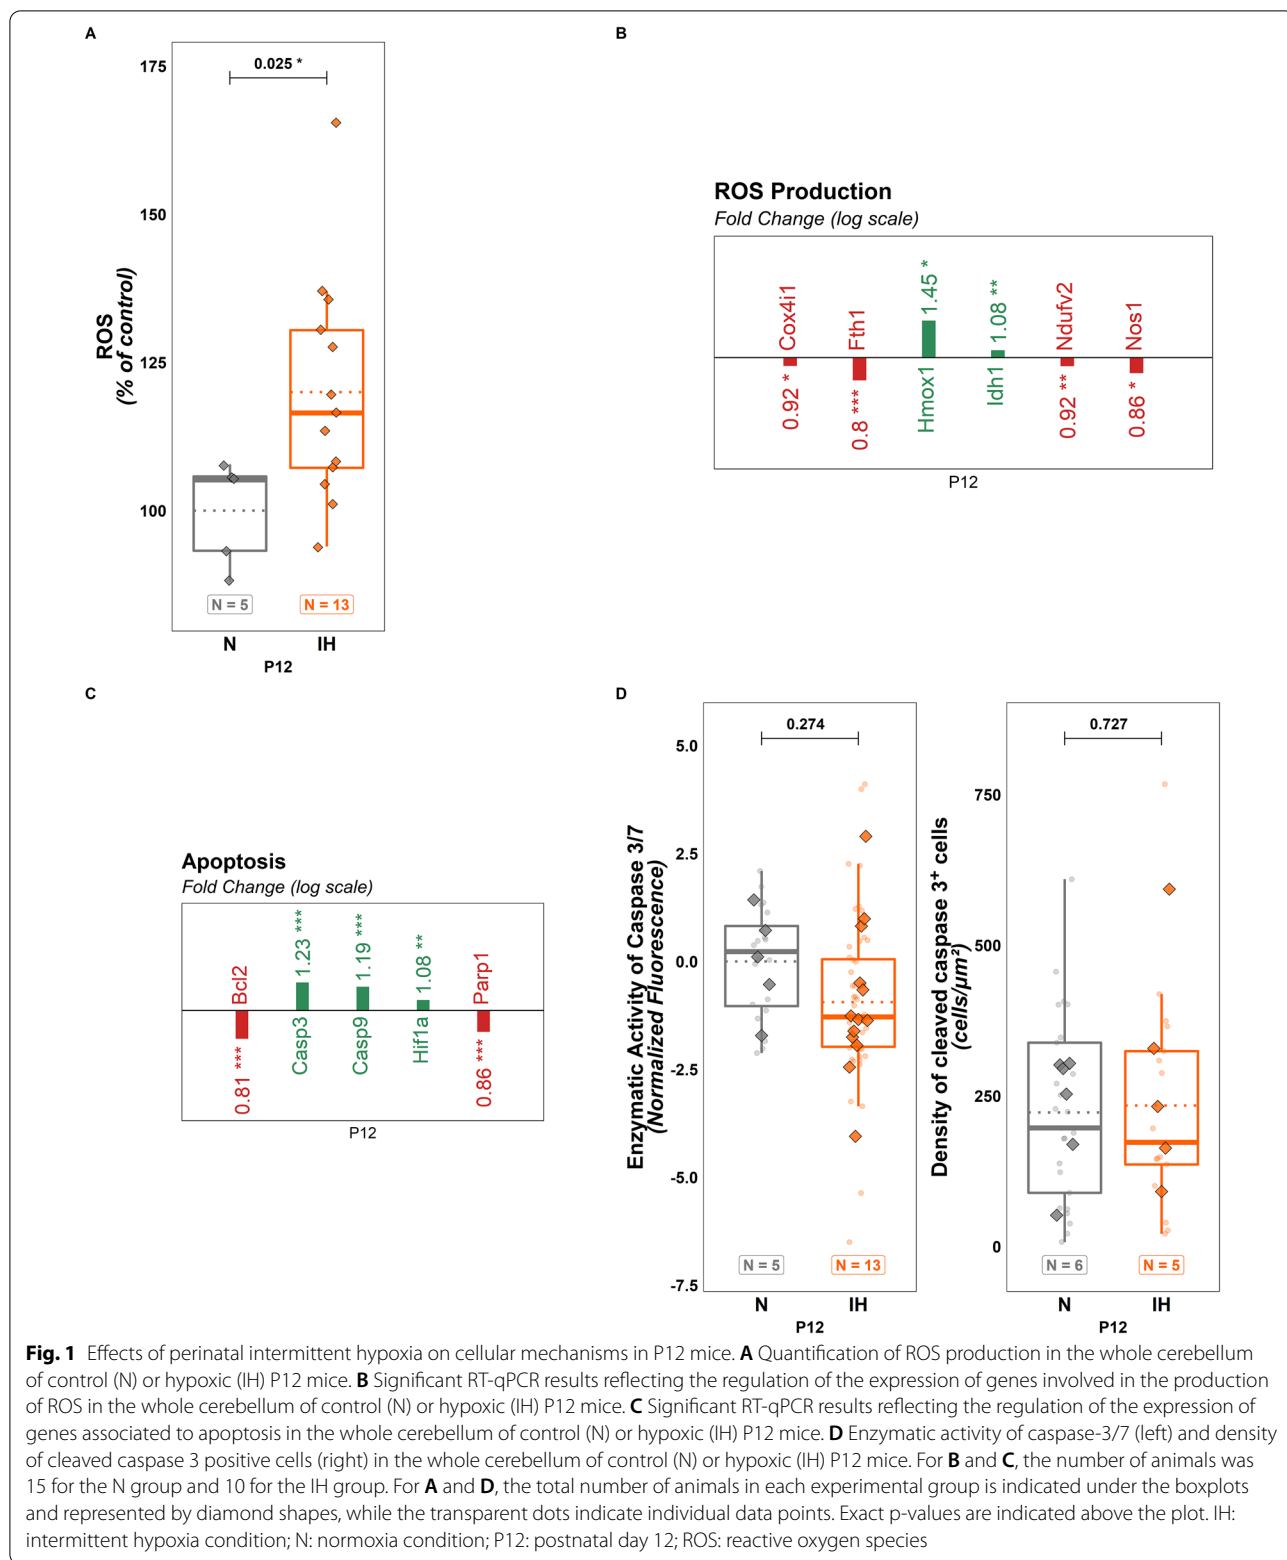 A
175
150
125
100
ROS
(% of control)
0.025 *
N = 5
N = 13
N
IH
P12
B
ROS Production
Fold Change (log scale)
Cox4i1
0.92 *
Fth1
0.8 ***
Hmox1
1.45 *
Idh1
1.08 **
Ndufv2
0.92 **
Nos1
0.86 *
P12
C
Apoptosis
Fold Change (log scale)
Bcl2
0.81 ***
Casp3
1.23 ***
Casp9
1.19 ***
Hif1a
1.08 **
Parp1
0.86 ***
P12
D
5.0
2.5
0.0
-2.5
-5.0
-7.5
Enzymatic Activity of Caspase 3/7
(Normalized Fluorescence)
0.274
N = 5
N = 13
N
IH
P12
750
500
250
0
Density of cleaved caspase 3⁺ cells
(cells/µm²)
0.727
N = 6
N = 5
N
IH
P12
Fig. 1 Effects of perinatal intermittent hypoxia on cellular mechanisms in P12 mice. A Quantification of ROS production in the whole cerebellum
of control (N) or hypoxic (IH) P12 mice. B Significant RT-qPCR results reflecting the regulation of the expression of genes involved in the production
of ROS in the whole cerebellum of control (N) or hypoxic (IH) P12 mice. C Significant RT-qPCR results reflecting the regulation of the expression of
genes associated to apoptosis in the whole cerebellum of control (N) or hypoxic (IH) P12 mice. D Enzymatic activity of caspase-3/7 (left) and density
of cleaved caspase 3 positive cells (right) in the whole cerebellum of control (N) or hypoxic (IH) P12 mice. For B and C, the number of animals was
15 for the N group and 10 for the IH group. For A and D, the total number of animals in each experimental group is indicated under the boxplots
and represented by diamond shapes, while the transparent dots indicate individual data points. Exact p-values are indicated above the plot. IH:
intermittent hypoxia condition; N: normoxia condition; P12: postnatal day 12; ROS: reactive oxygen species